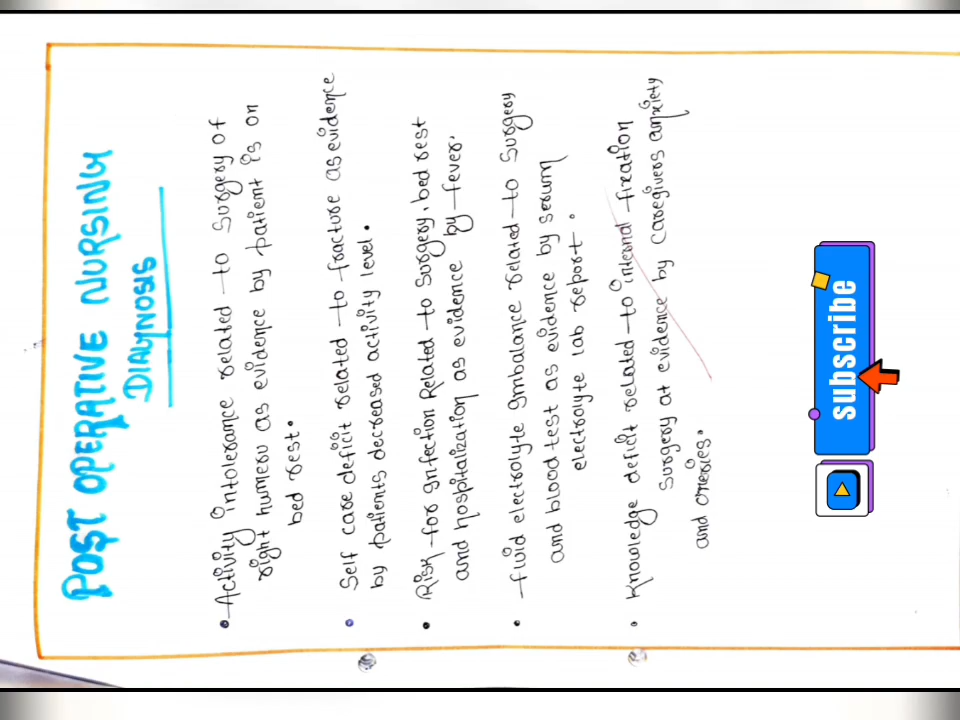 POST OPERATIVE NURSING
DIAGNOSIS
• Activity intolerance related to surgery of
right humeru as evidence by patient is on
bed rest.
• Self care deficit related to fracture as evidence
by patients decreased activity level.
• Risk for infection Related to surgery, bed rest
and hospitalization as evidence by fever.
• fluid electrolyte imbalance related to surgery
and blood test as evidence by serum
electrolyte lab report.
• Knowledge deficit related to internal fixation
surgery at evidence by caregivers anxiety
and
subscribe